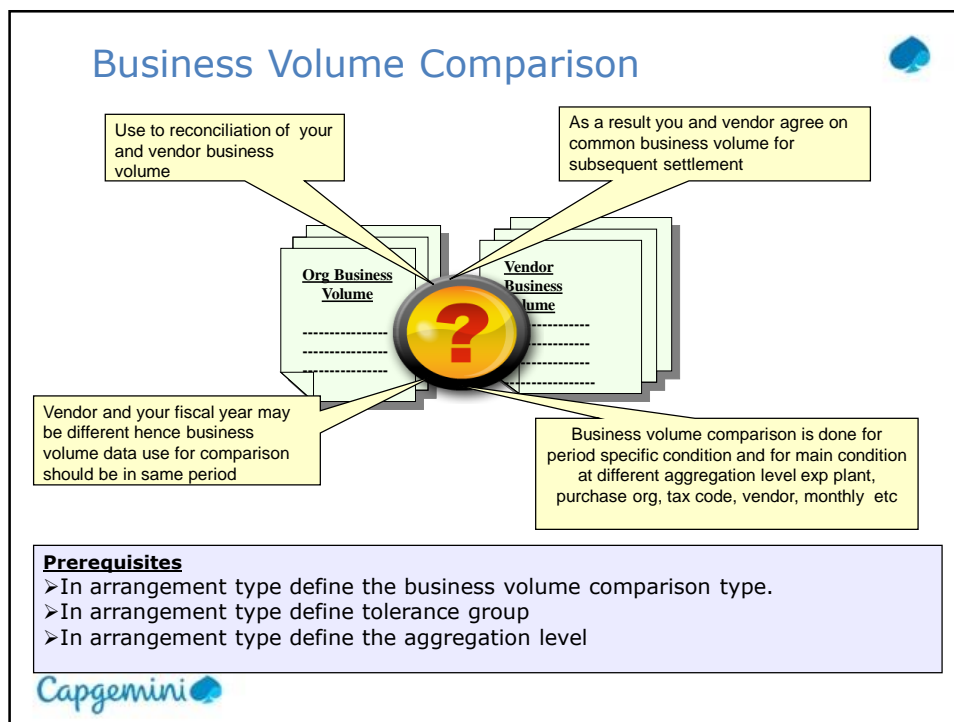 Business Volume Comparison
Use to reconciliation of your
and vendor business
volume
As a result you and vendor agree on
common business volume for
subsequent settlement
Org Business
Volume
----------------
----------------
----------------
Vendor
Business
Vendor and your fiscal year may
be different hence business
volume data use for comparison
should be in same period
Business volume comparison is done for
period specific condition and for main condition
at different aggregation level exp plant,
purchase org, tax code, vendor, monthly etc
?
Prerequisites
➢In arrangement type define the business volume comparison type.
➢In arrangement type define tolerance group
➢In arrangement type define the aggregation level
Capgemini